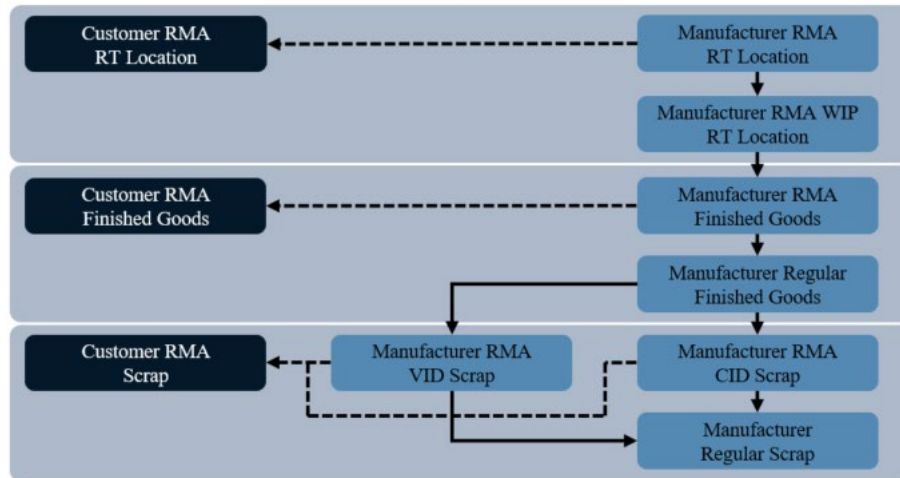 Customer RMA
RT Location
Manufacturer RMA
RT Location
Manufacturer RMA WIP
RT Location
Customer RMA
Finished Goods
Manufacturer RMA
Finished Goods
Manufacturer Regular
Finished Goods
Customer RMA
Scrap
Manufacturer RMA
VID Scrap
Manufacturer RMA
CID Scrap
Manufacturer
Regular Scrap